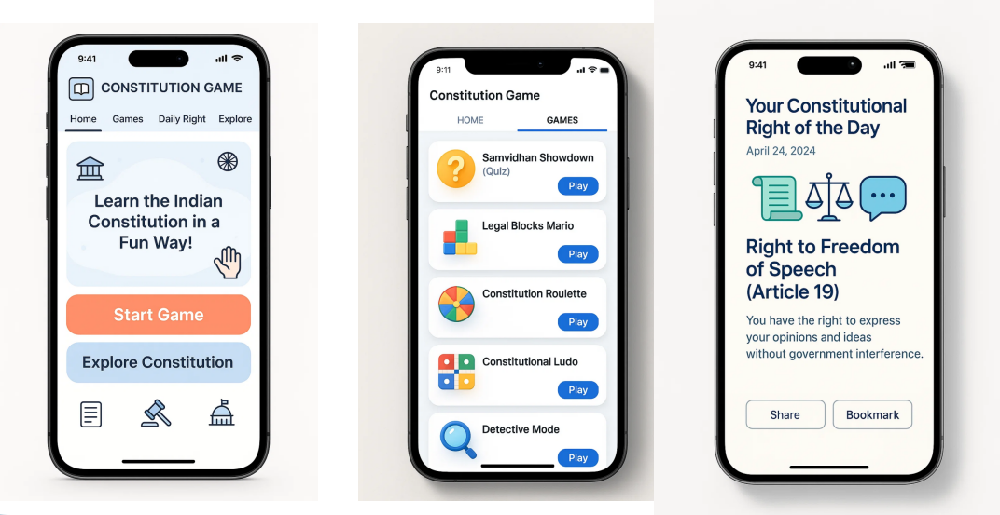 9:41
CONSTITUTION GAME
Home Games Daily Right Explore
Learn the Indian
Constitution in a
Fun Way!
Start Game
Explore Constitution
9:11
Constitution Game
HOME GAMES
Samvidhan Showdown
(Quiz)
Play
Legal Blocks Mario
Play
Constitution Roulette
Play
Constitutional Ludo
Play
Detective Mode
Play
9:41
Your Constitutional
Right of the Day
April 24, 2024
Right to Freedom
of Speech
(Article 19)
You have the right to express
your opinions and ideas
without government interference.
Share Bookmark